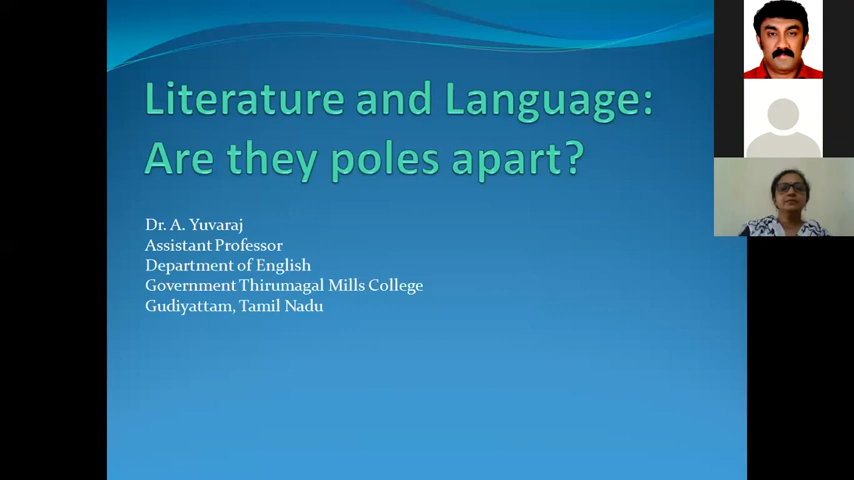 Literature and Language:
Are they poles apart?
Dr. A. Yuvaraj
Assistant Professor
Department of English
Government Thirumagal Mills College
Gudiyattam, Tamil Nadu